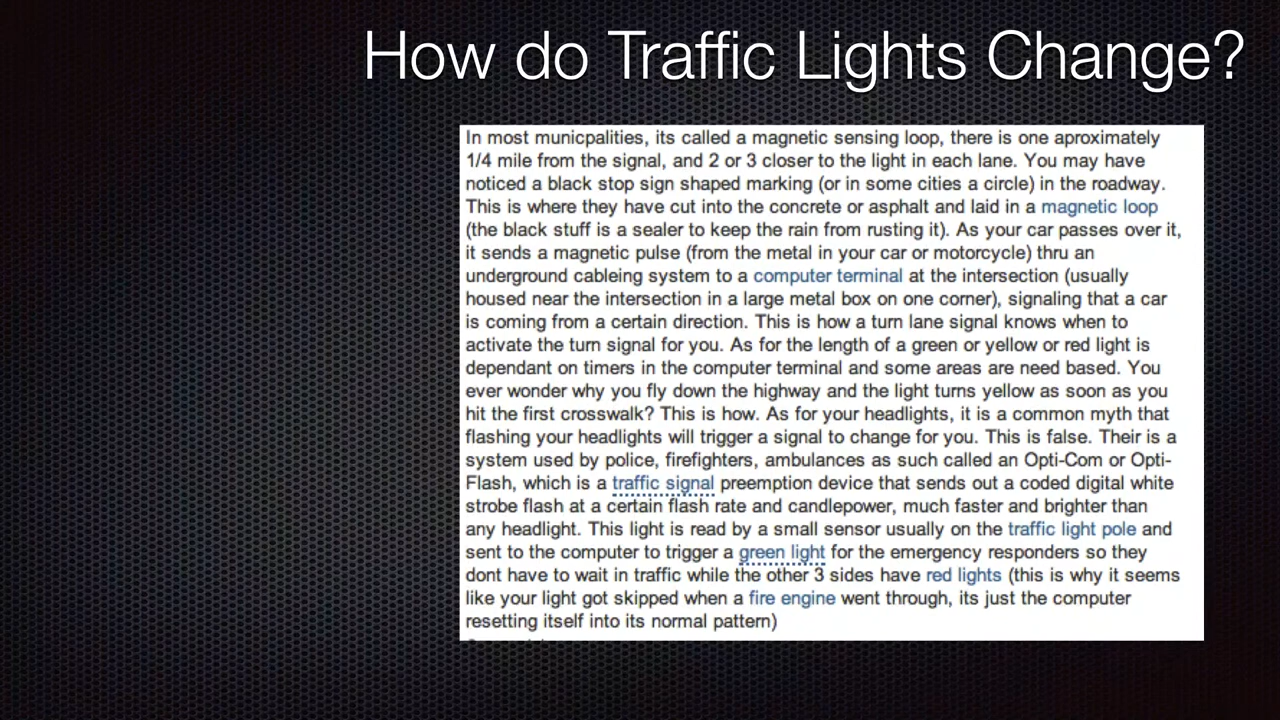 How do Traffic Lights Change?
In most municpalities, its called a magnetic sensing loop, there is one aproximately
1/4 mile from the signal, and 2 or 3 closer to the light in each lane. You may have
noticed a black stop sign shaped marking (or in some cities a circle) in the roadway.
This is where they have cut into the concrete or asphalt and laid in a magnetic loop
(the black stuff is a sealer to keep the rain from rusting it). As your car passes over it,
it sends a magnetic pulse (from the metal in your car or motorcycle) thru an
underground cableing system to a computer terminal at the intersection (usually
housed near the intersection in a large metal box on one corner), signaling that a car
is coming from a certain direction. This is how a turn lane signal knows when to
activate the turn signal for you. As for the length of a green or yellow or red light is
dependant on timers in the computer terminal and some areas are need based. You
ever wonder why you fly down the highway and the light turns yellow as soon as you
hit the first crosswalk? This is how. As for your headlights, it is a common myth that
flashing your headlights will trigger a signal to change for you. This is false. Their is a
system used by police, firefighters, ambulances as such called an Opti-Com or Opti-
Flash, which is a traffic signal preemption device that sends out a coded digital white
strobe flash at a certain flash rate and candlepower, much faster and brighter than
any headlight. This light is read by a small sensor usually on the traffic light pole and
sent to the computer to trigger a green light for the emergency responders so they
dont have to wait in traffic while the other 3 sides have red lights (this is why it seems
like your light got skipped when a fire engine went through, its just the computer
resetting itself into its normal pattern)